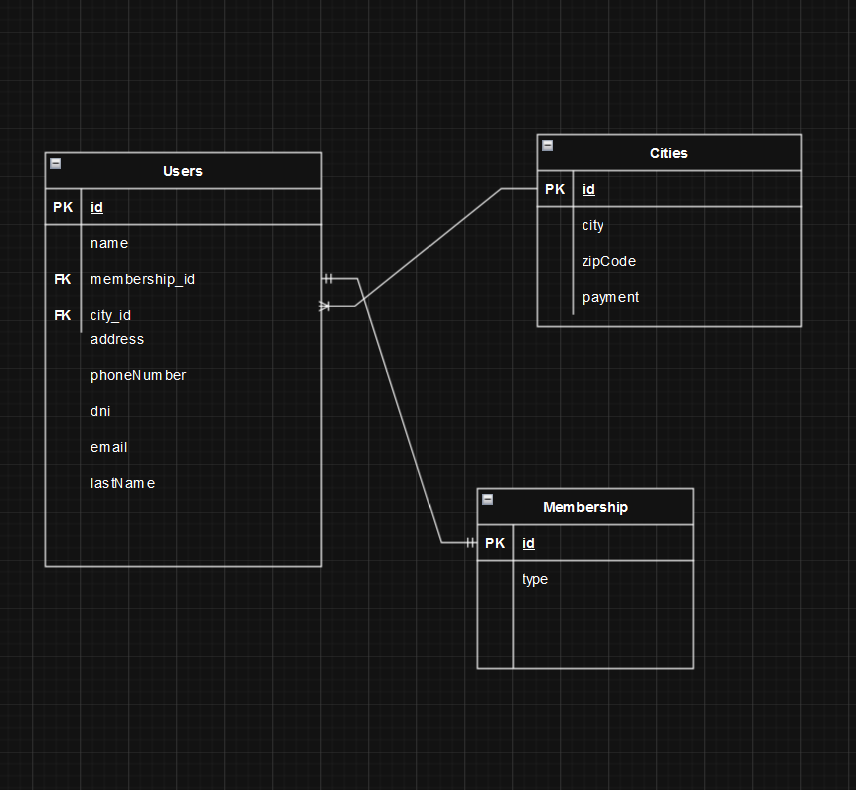 Users
PK id
name
FK membership_id
FK city_id
address
phoneNumber
dni
email
lastName
Cities
PK id
city
zipCode
payment
Membership
PK id
type